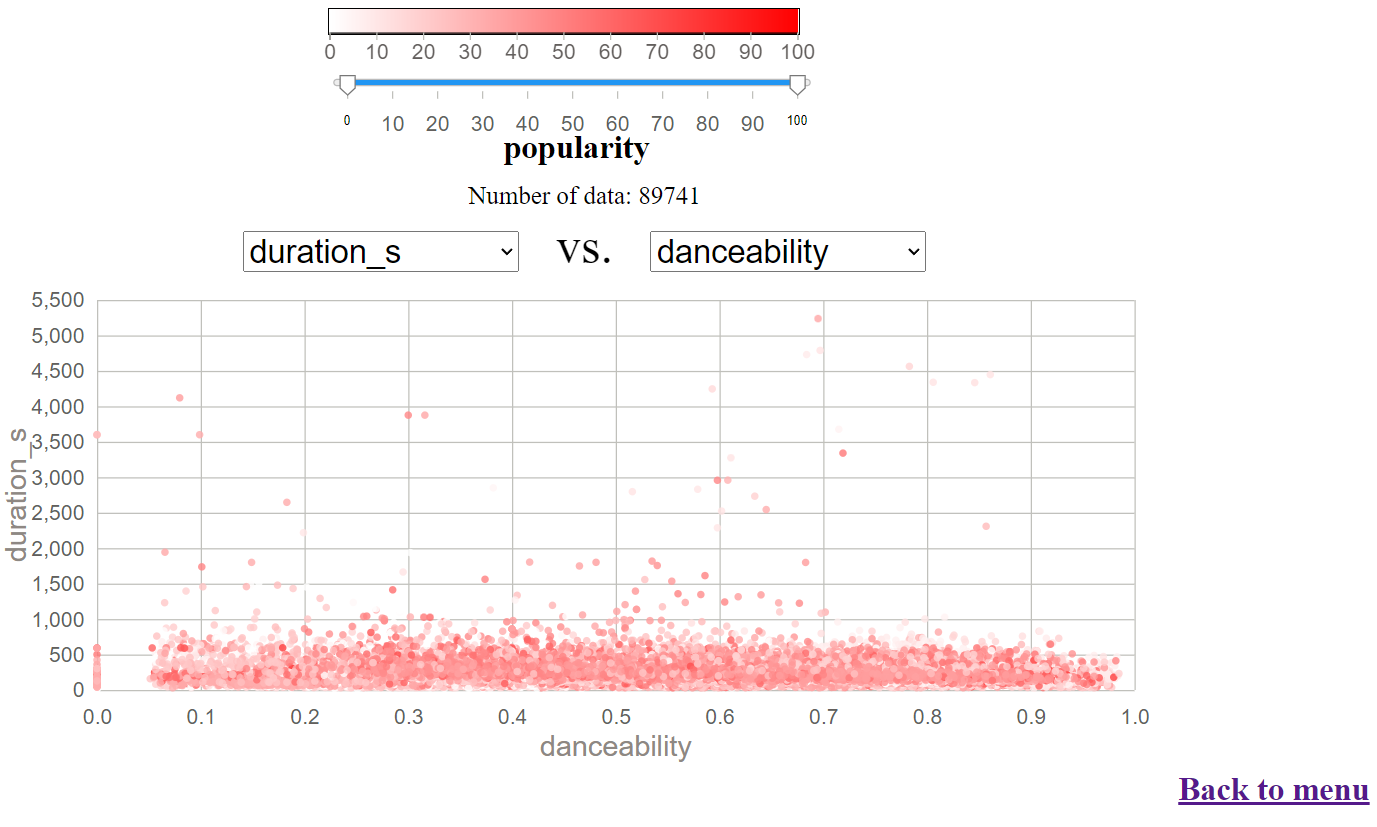 0 10 20 30 40 50 60 70 80 90 100
0 10 20 30 40 50 60 70 80 90 100
popularity
Number of data: 89741
duration_s vs. danceability
5,500
5,000
4,500
4,000
3,500
3,000
2,500
2,000
1,500
1,000
500
0
duration_s
0.0 0.1 0.2 0.3 0.4 0.5 0.6 0.7 0.8 0.9 1.0
danceability
Back to menu